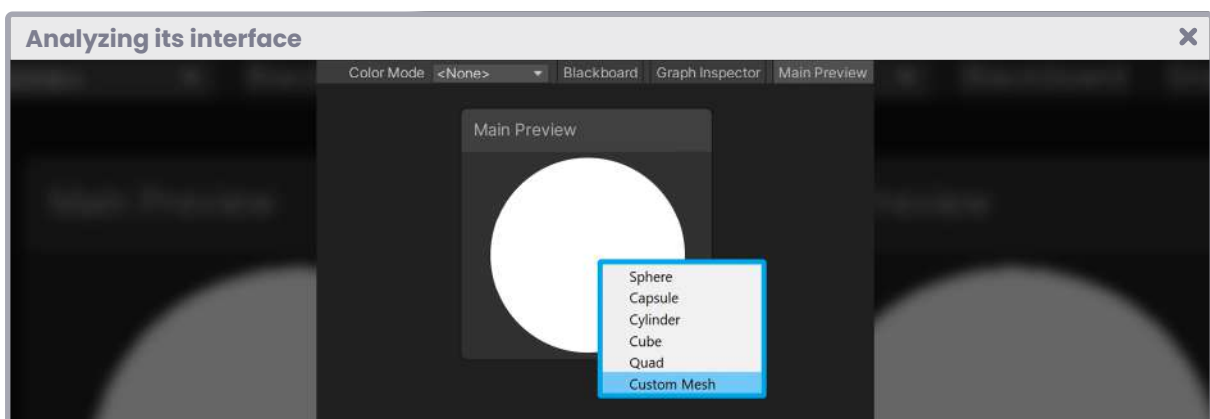 Analyzing its interface
Color Mode <None> Blackboard Graph Inspector Main Preview
Main Preview
Sphere
Capsule
Cylinder
Cube
Quad
Custom Mesh